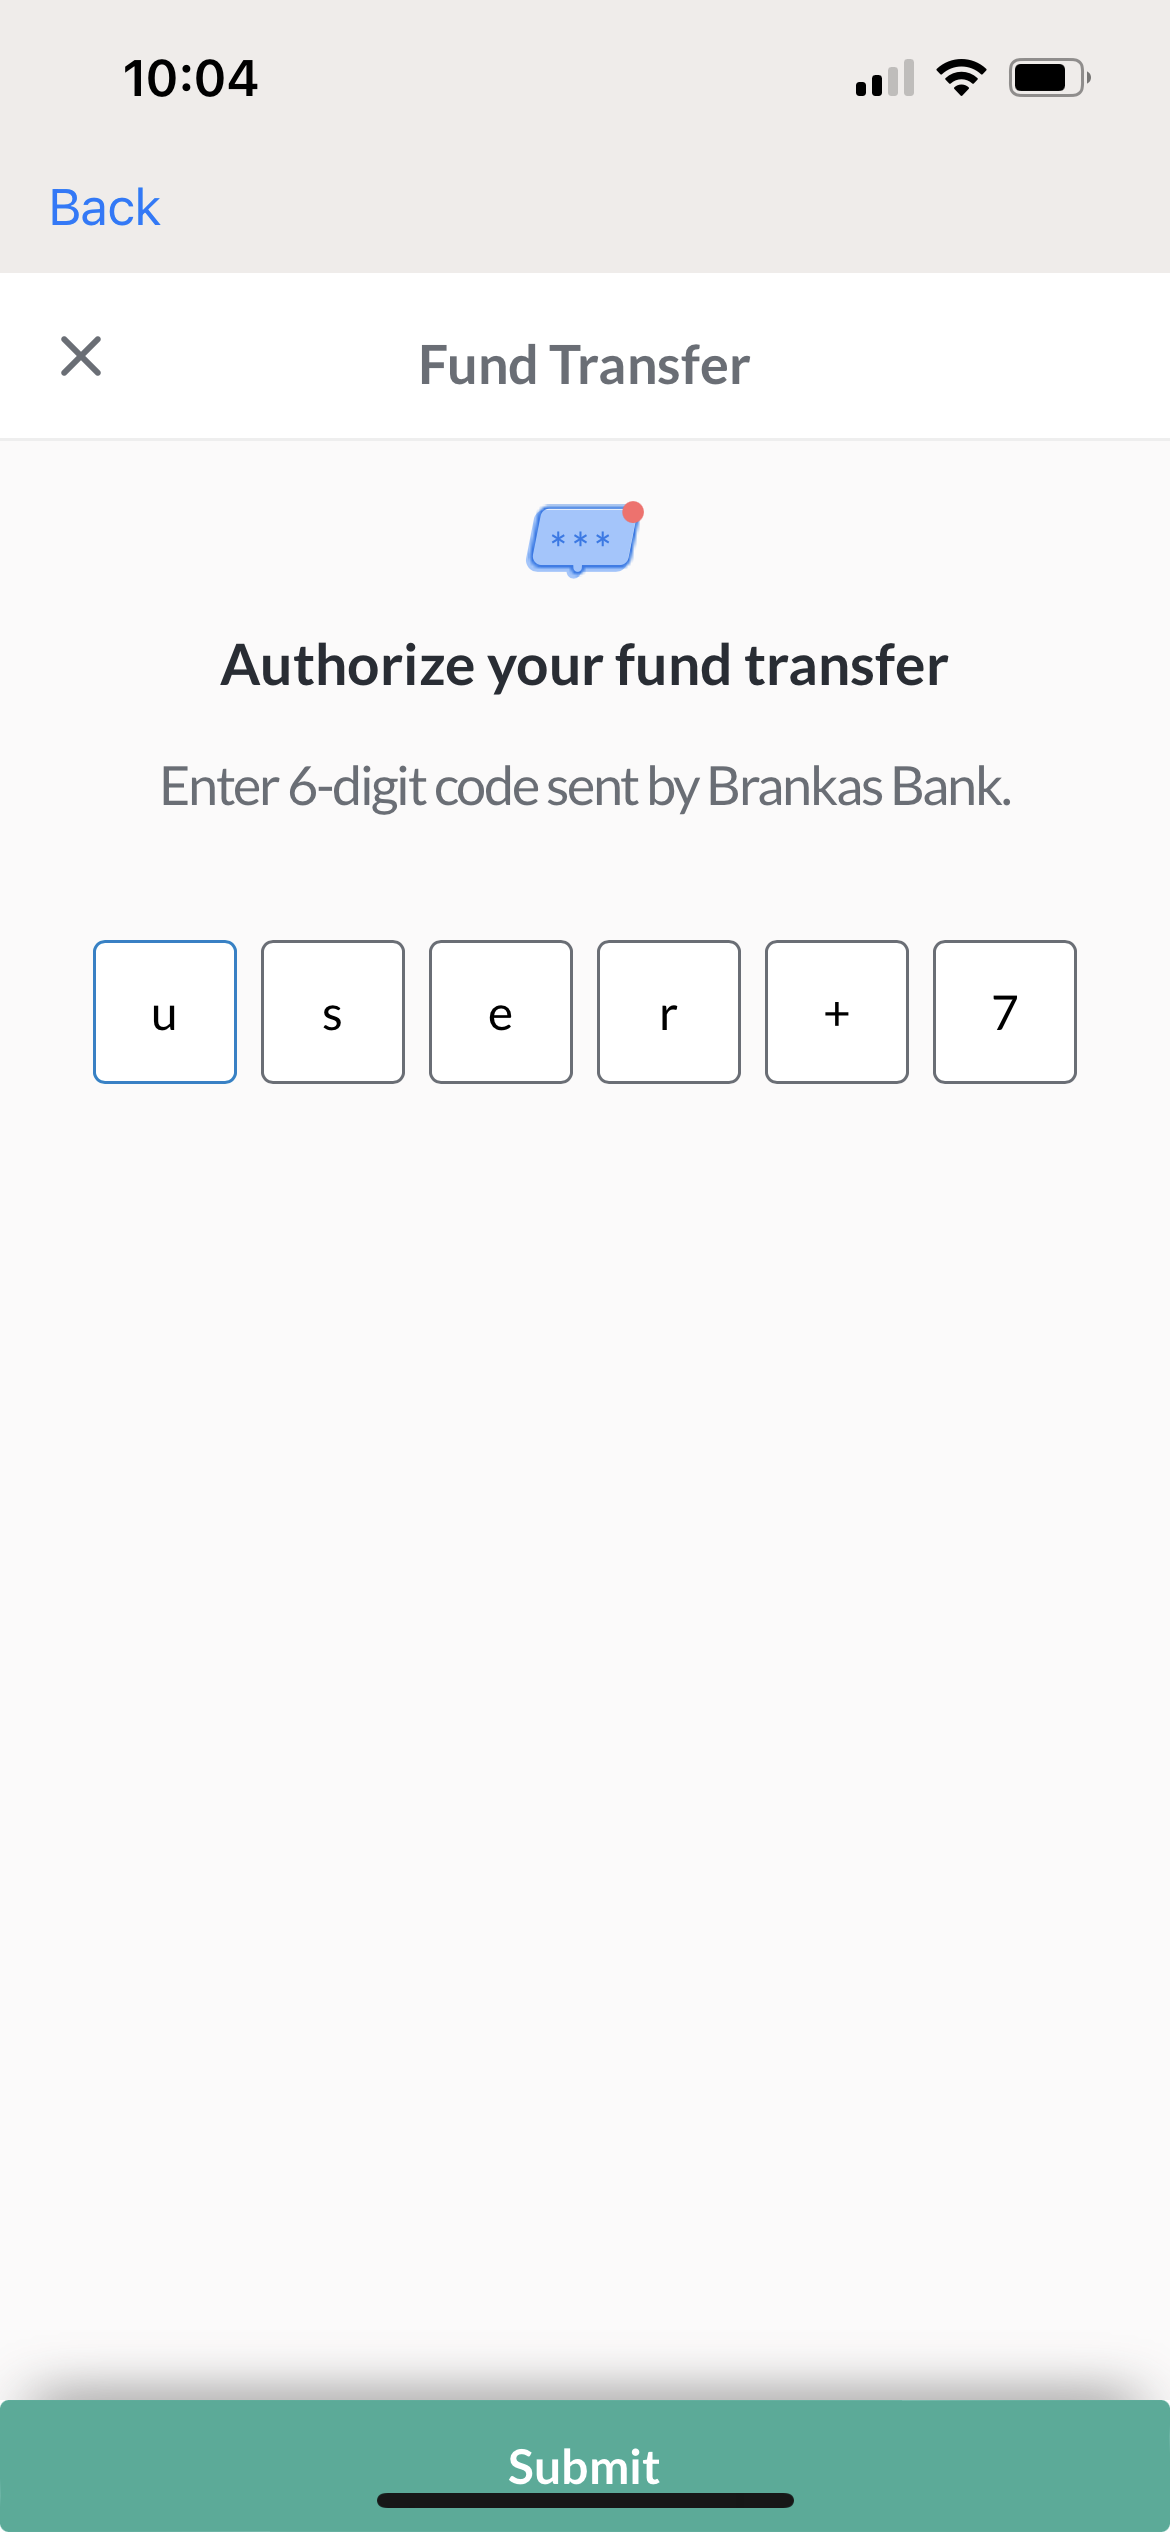 10:04
Back
Fund Transfer
***
Authorize your fund transfer
Enter 6-digit code sent by Brankas Bank.
u s e r + 7
Submit